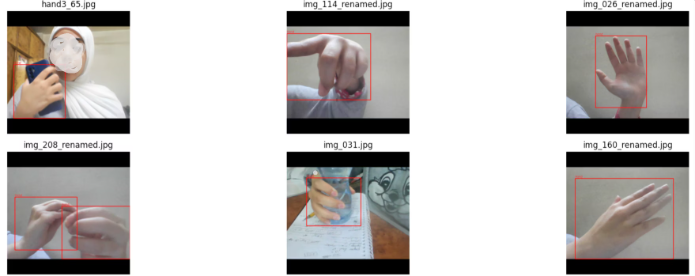 hand3_65.jpg
img_114_renamed.jpg
img_026_renamed.jpg
img_208_renamed.jpg
img_031.jpg
img_160_renamed.jpg